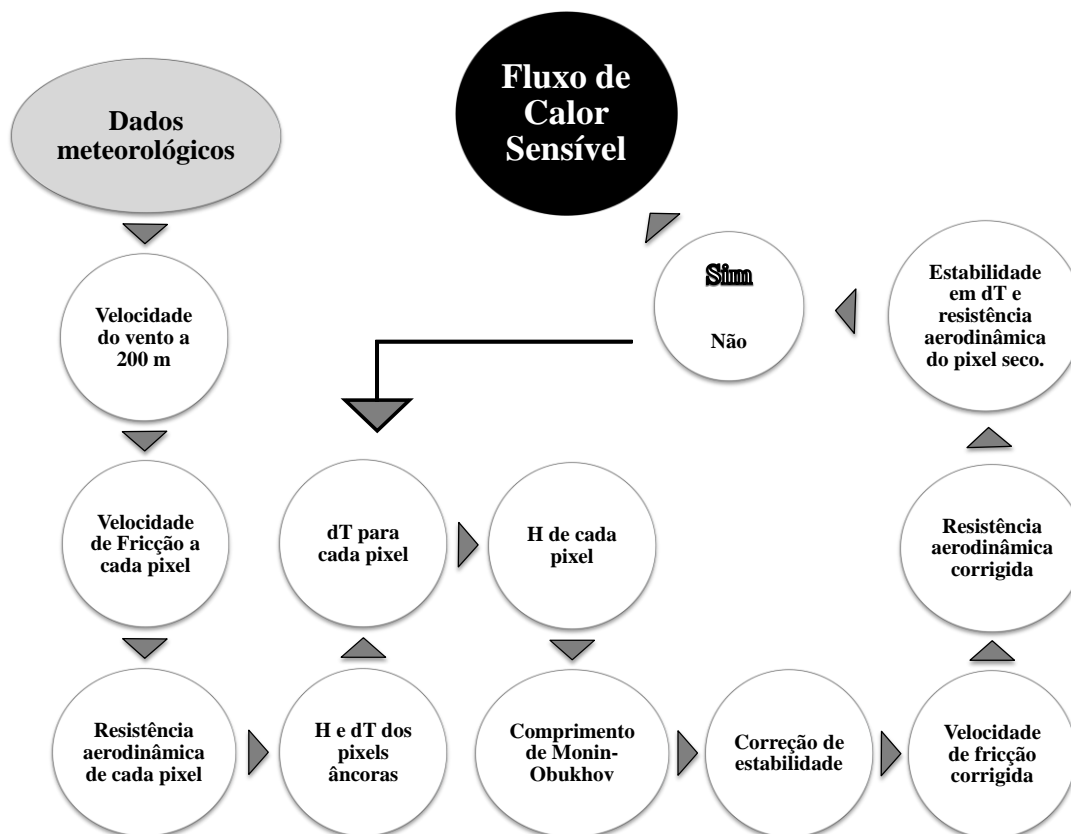 Dados
meteorológicos
Velocidade
do vento a
200 m
Velocidade
de Fricção a
cada pixel
Resistência
aerodinâmica
de cada pixel
H e dT dos
pixels
âncoras
dT para
cada pixel
H de cada
pixel
Comprimento
de Monin-
Obukhov
Correção de
estabilidade
Velocidade
de fricção
corrigida
Resistência
aerodinâmica
corrigida
Estabilidade
em dT e
resistência
aerodinâmica
do pixel seco.
Sim
Não
Fluxo de
Calor
Sensível